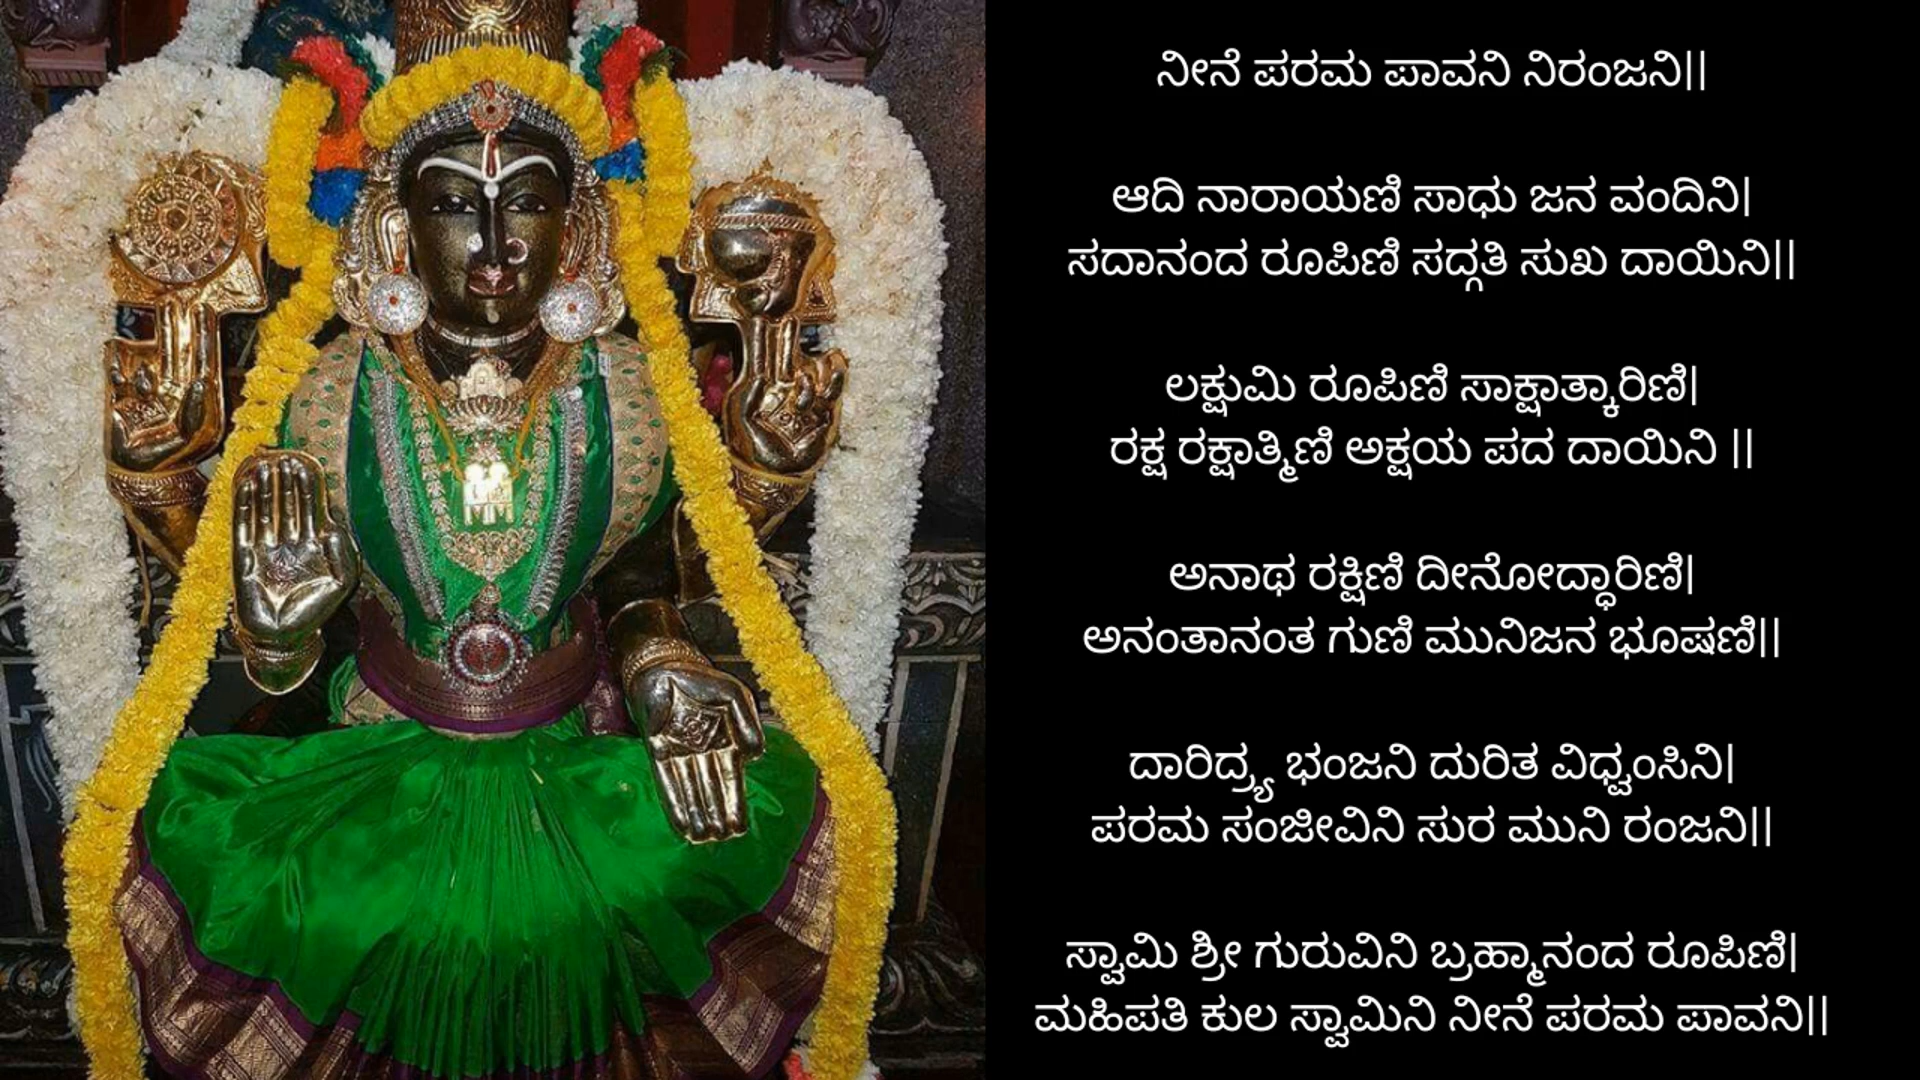 ನೀನೆ ಪರಮ ಪಾವನಿ ನಿರಂಜನಿ||
ಆದಿ ನಾರಾಯಣಿ ಸಾಧು ಜನ ವಂದಿನಿ|
ಸದಾನಂದ ರೂಪಿಣಿ ಸದ್ಗತಿ ಸುಖ ದಾಯಿನಿ||
ಲಕ್ಷುಮಿ ರೂಪಿಣಿ ಸಾಕ್ಷಾತ್ಕಾರಿಣಿ|
ರಕ್ಷ ರಕ್ಷಾತ್ಮಿಣಿ ಅಕ್ಷಯ ಪದ ದಾಯಿನಿ ||
ಅನಾಥ ರಕ್ಷಿಣಿ ದೀನೋದ್ಧಾರಿಣಿ|
ಅನಂತಾನಂತ ಗುಣಿ ಮುನಿಜನ ಭೂಷಣಿ||
ದಾರಿದ್ರ್ಯ ಭಂಜನಿ ದುರಿತ ವಿಧ್ವಂಸಿನಿ|
ಪರಮ ಸಂಜೀವಿನಿ ಸುರ ಮುನಿ ರಂಜನಿ||
ಸ್ವಾಮಿ ಶ್ರೀ ಗುರುವಿನಿ ಬ್ರಹ್ಮಾನಂದ ರೂಪಿಣಿ|
ಮಹಿಪತಿ ಕುಲ ಸ್ವಾಮಿನಿ ನೀನೆ ಪರಮ ಪಾವನಿ||